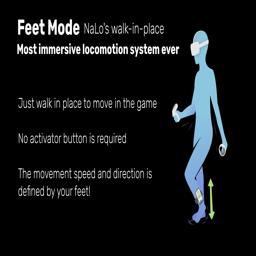 Feet Mode NaLo's walk-in-place
Most immersive locomotion system ever
Just walk in place to move in the game
No activator button is required
The movement speed and direction is
defined by your feet!